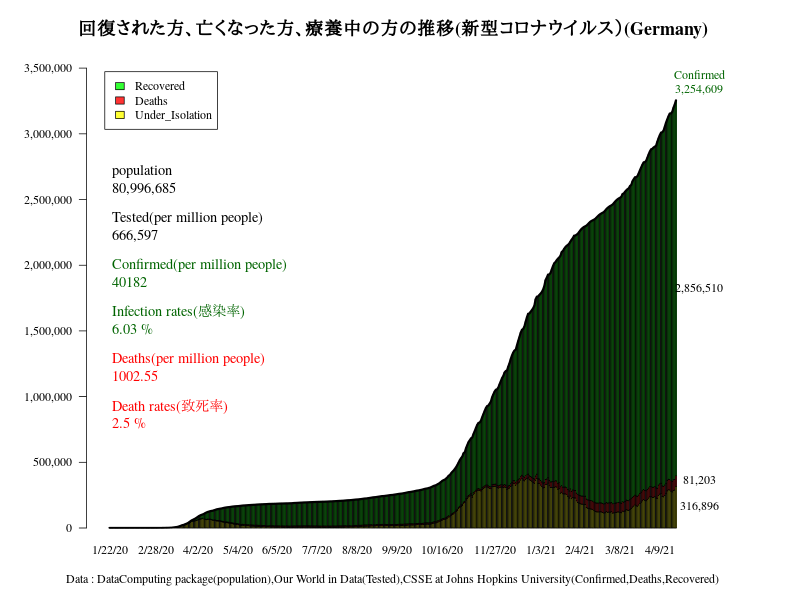 回復された方、亡くなった方、療養中の方の推移(新型コロナウイルス）(Germany)
Confirmed
3,254,609
3,500,000
3,000,000
2,500,000
2,000,000
1,500,000
1,000,000
500,000
0
Recovered
Deaths
Under_Isolation
population
80,996,685
Tested(per million people)
666,597
Confirmed(per million people)
40182
Infection rates(感染率)
6.03 %
Deaths(per million people)
1002.55
Death rates(致死率)
2.5 %
2,856,510
81,203
316,896
1/22/20 2/28/20 4/2/20 5/4/20 6/5/20 7/7/20 8/8/20 9/9/20 10/16/20 11/27/20 1/3/21 2/4/21 3/8/21 4/9/21
Data : DataComputing package(population),Our World in Data(Tested),CSSE at Johns Hopkins University(Confirmed,Deaths,Recovered)